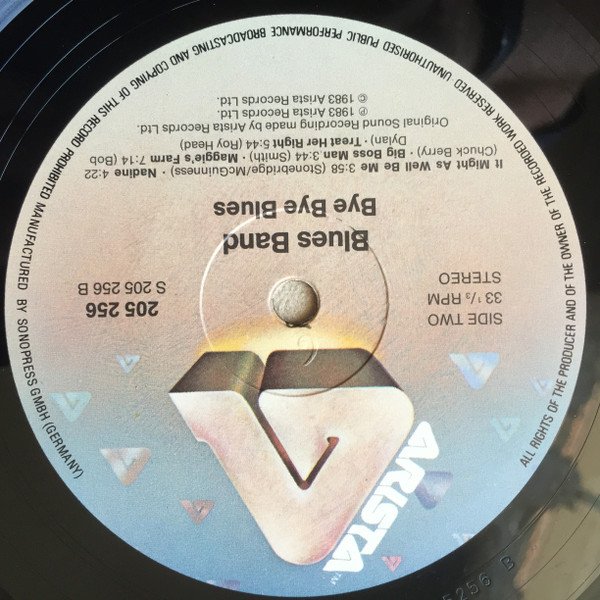 ARISTA
TM
SIDE TWO
33 1/3 RPM
STEREO
205 256
S 205 256 B
Blues Band
Bye Bye Blues
It Might As Well Be Me 3:58 (Stonebridge/McGuinness) · Nadine · 4:22
(Chuck Berry) · Big Boss Man 3:44 (Smith) · Maggie's Farm 7:14 (Bob
Dylan) · Treat Her Right 5:44 (Roy Head)
Original Sound Recording made by Arista Records Ltd.
℗ 1983 Arista Records Ltd.
© 1983 Arista Records Ltd.
ALL RIGHTS OF THE PRODUCER AND OF THE OWNER OF THE RECORDED WORK RESERVED UNAUTHORISED PUBLIC PERFORMANCE BROADCASTING AND COPYING OF THIS RECORD PROHIBITED MANUFACTURED BY SONOPRESS GMBH (GERMANY)
5256 B